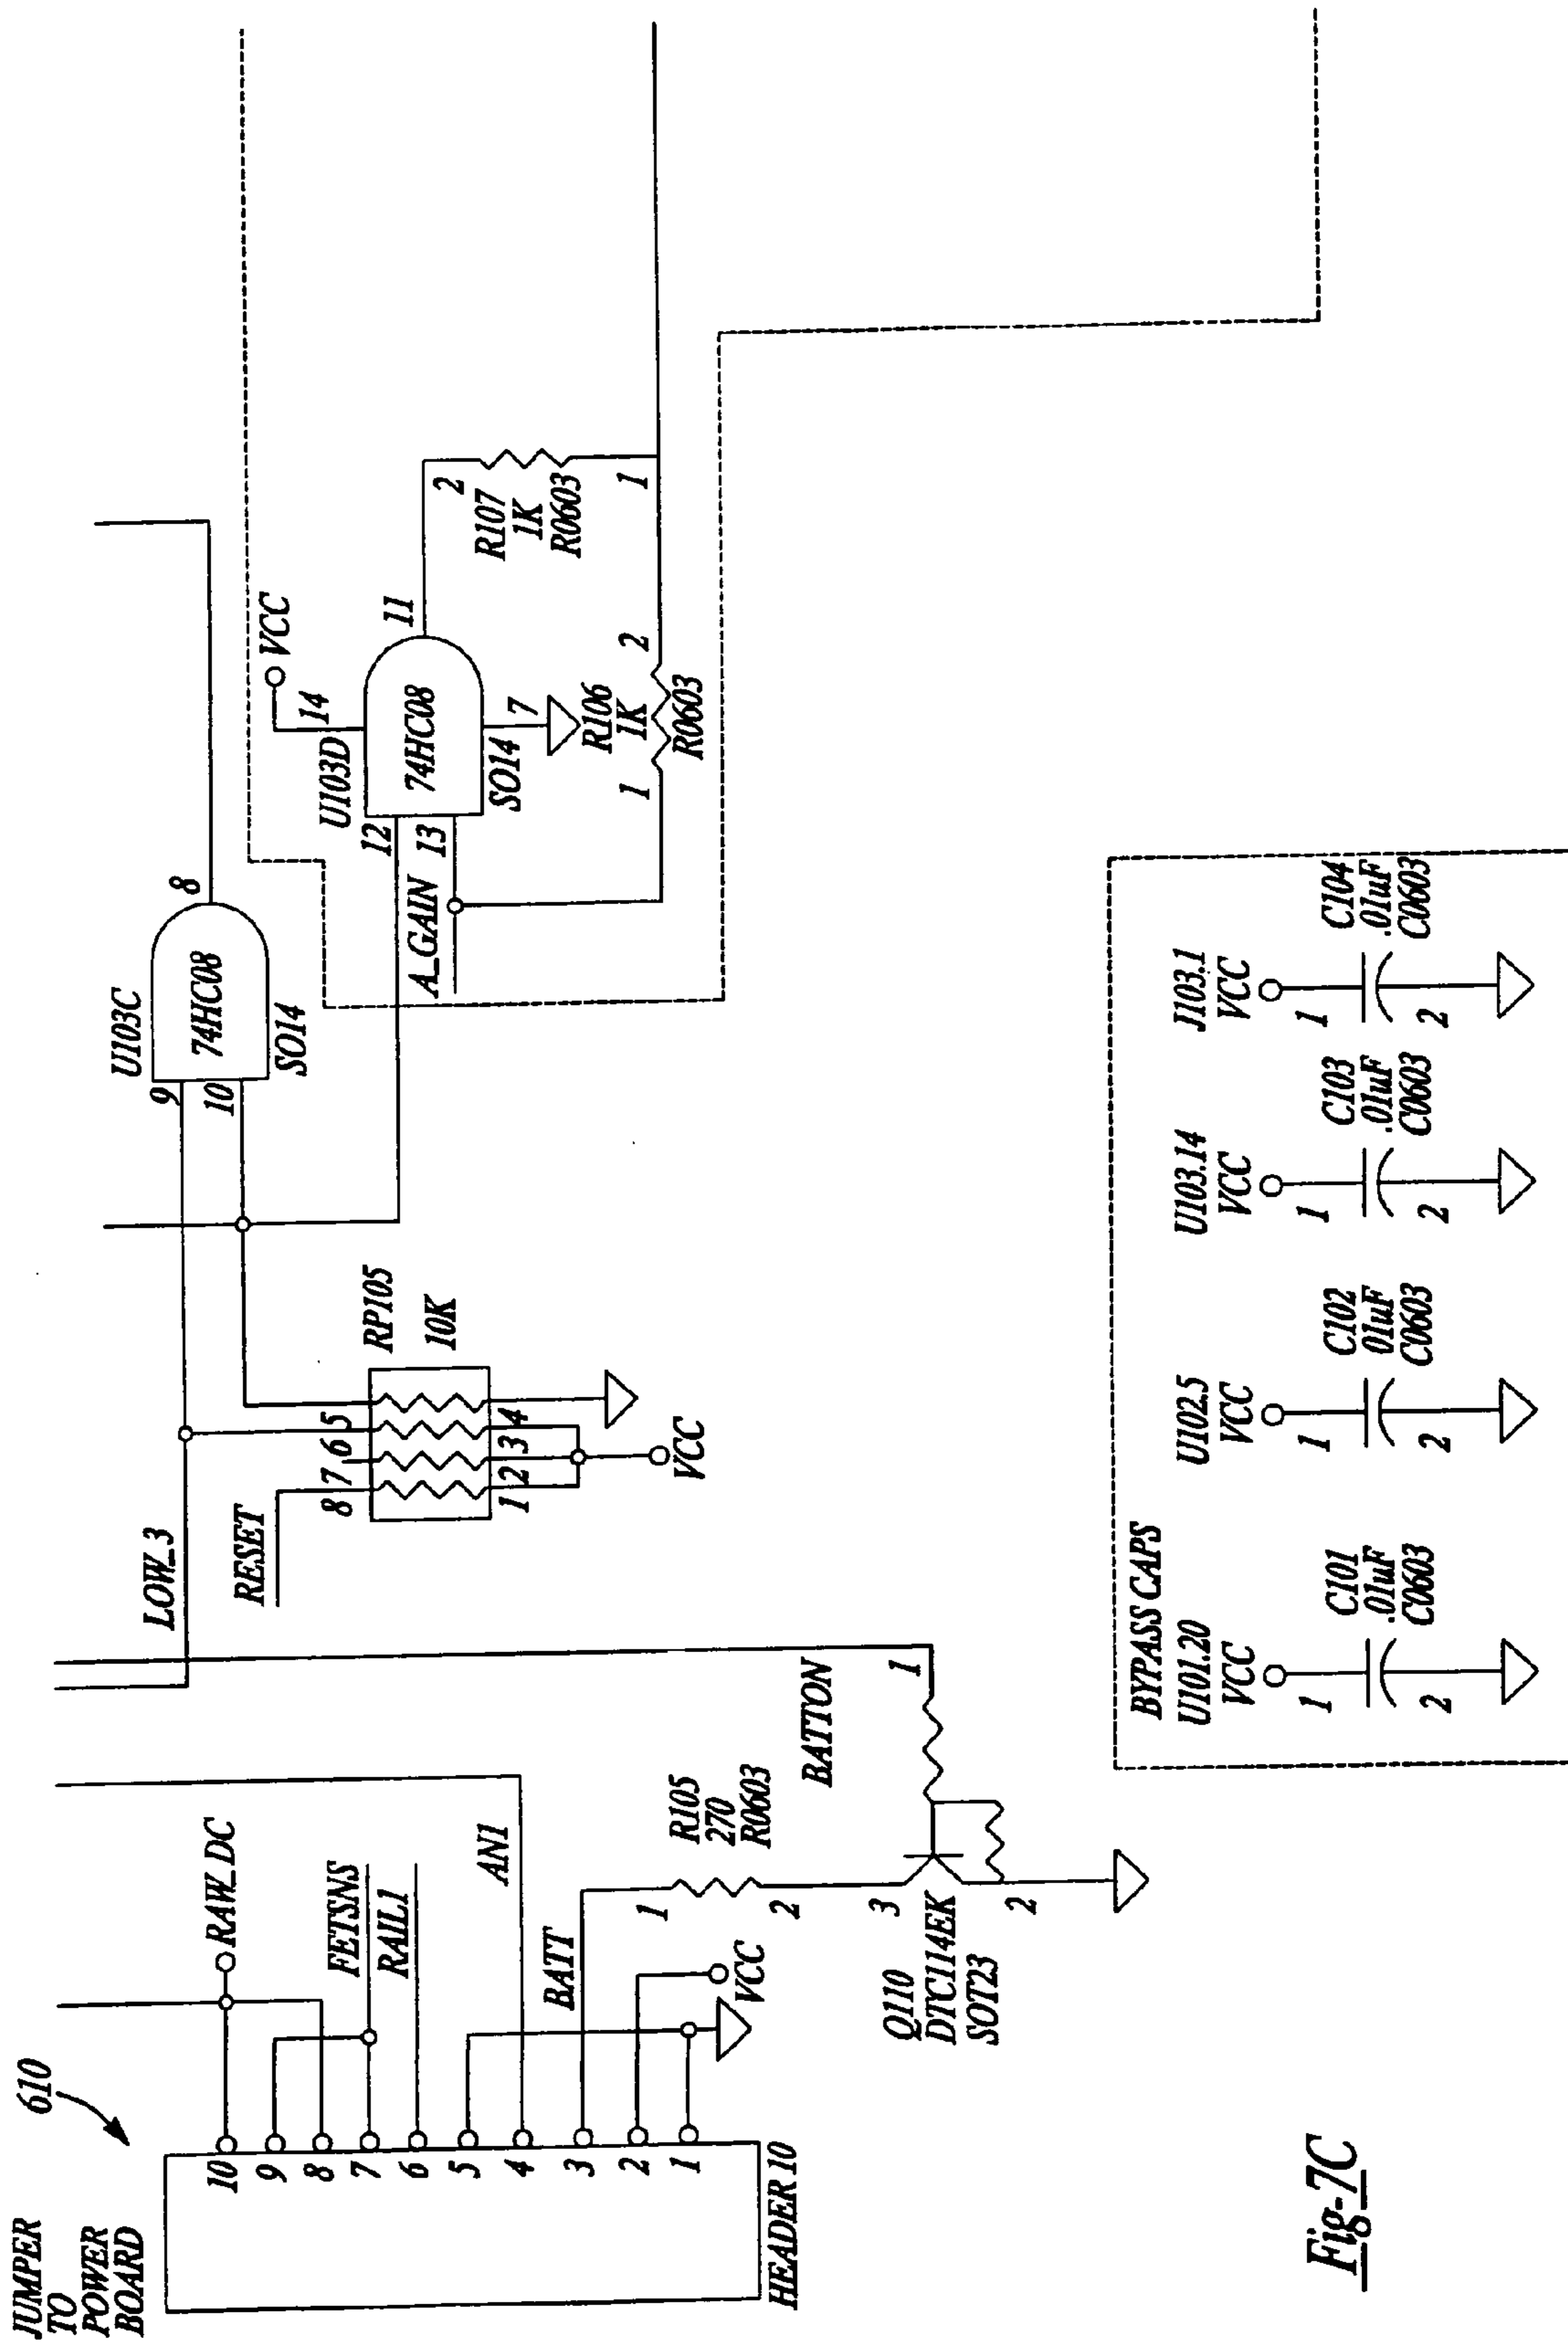 JUMPER
TO
POWER
BOARD
610
10
9
8
7
6
5
4
3
2
1
HEADER 10
RAW_DC
FETSNS
RAIL1
AN1
BATT
VCC
1
R105
270
R0603
2
BATTON
1
3
2
Q110
DTC114EK
SOT23
LOW_3
RESET
8
7
6
5
1
2
3
4
RP105
10K
VCC
U103C
9
10
74HC08
SO14
8
A_GAIN
12
13
U103D
14
VCC
74HC08
SO14
7
11
R106
1K
1
2
R0603
2
R107
1K
R0603
1
BYPASS CAPS
U101.20
VCC
1
2
C101
.01uF
C0603
U102.5
VCC
1
2
C102
01uF
C0603
U103.14
VCC
1
2
C103
.01uF
C0603
J103.1
VCC
1
2
C104
.01uF
C0603
Fig-7C